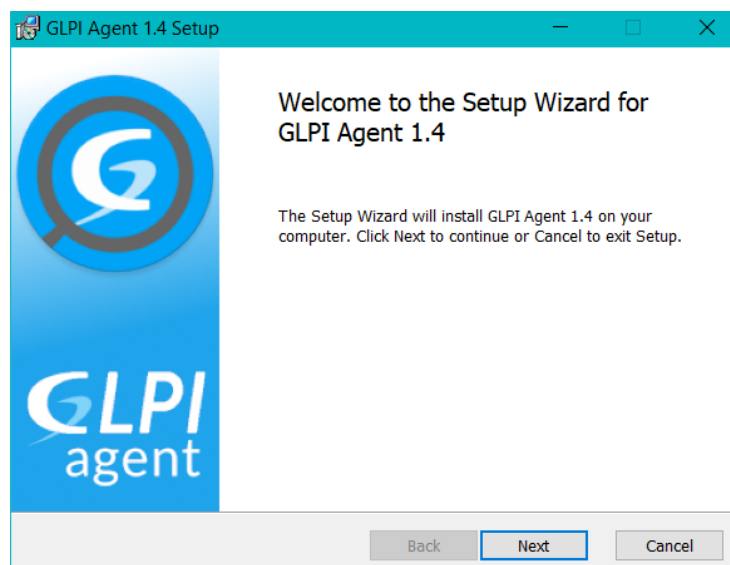 GLPI Agent 1.4 Setup
Welcome to the Setup Wizard for
GLPI Agent 1.4
The Setup Wizard will install GLPI Agent 1.4 on your
computer. Click Next to continue or Cancel to exit Setup.
GLPI
agent
Back Next Cancel